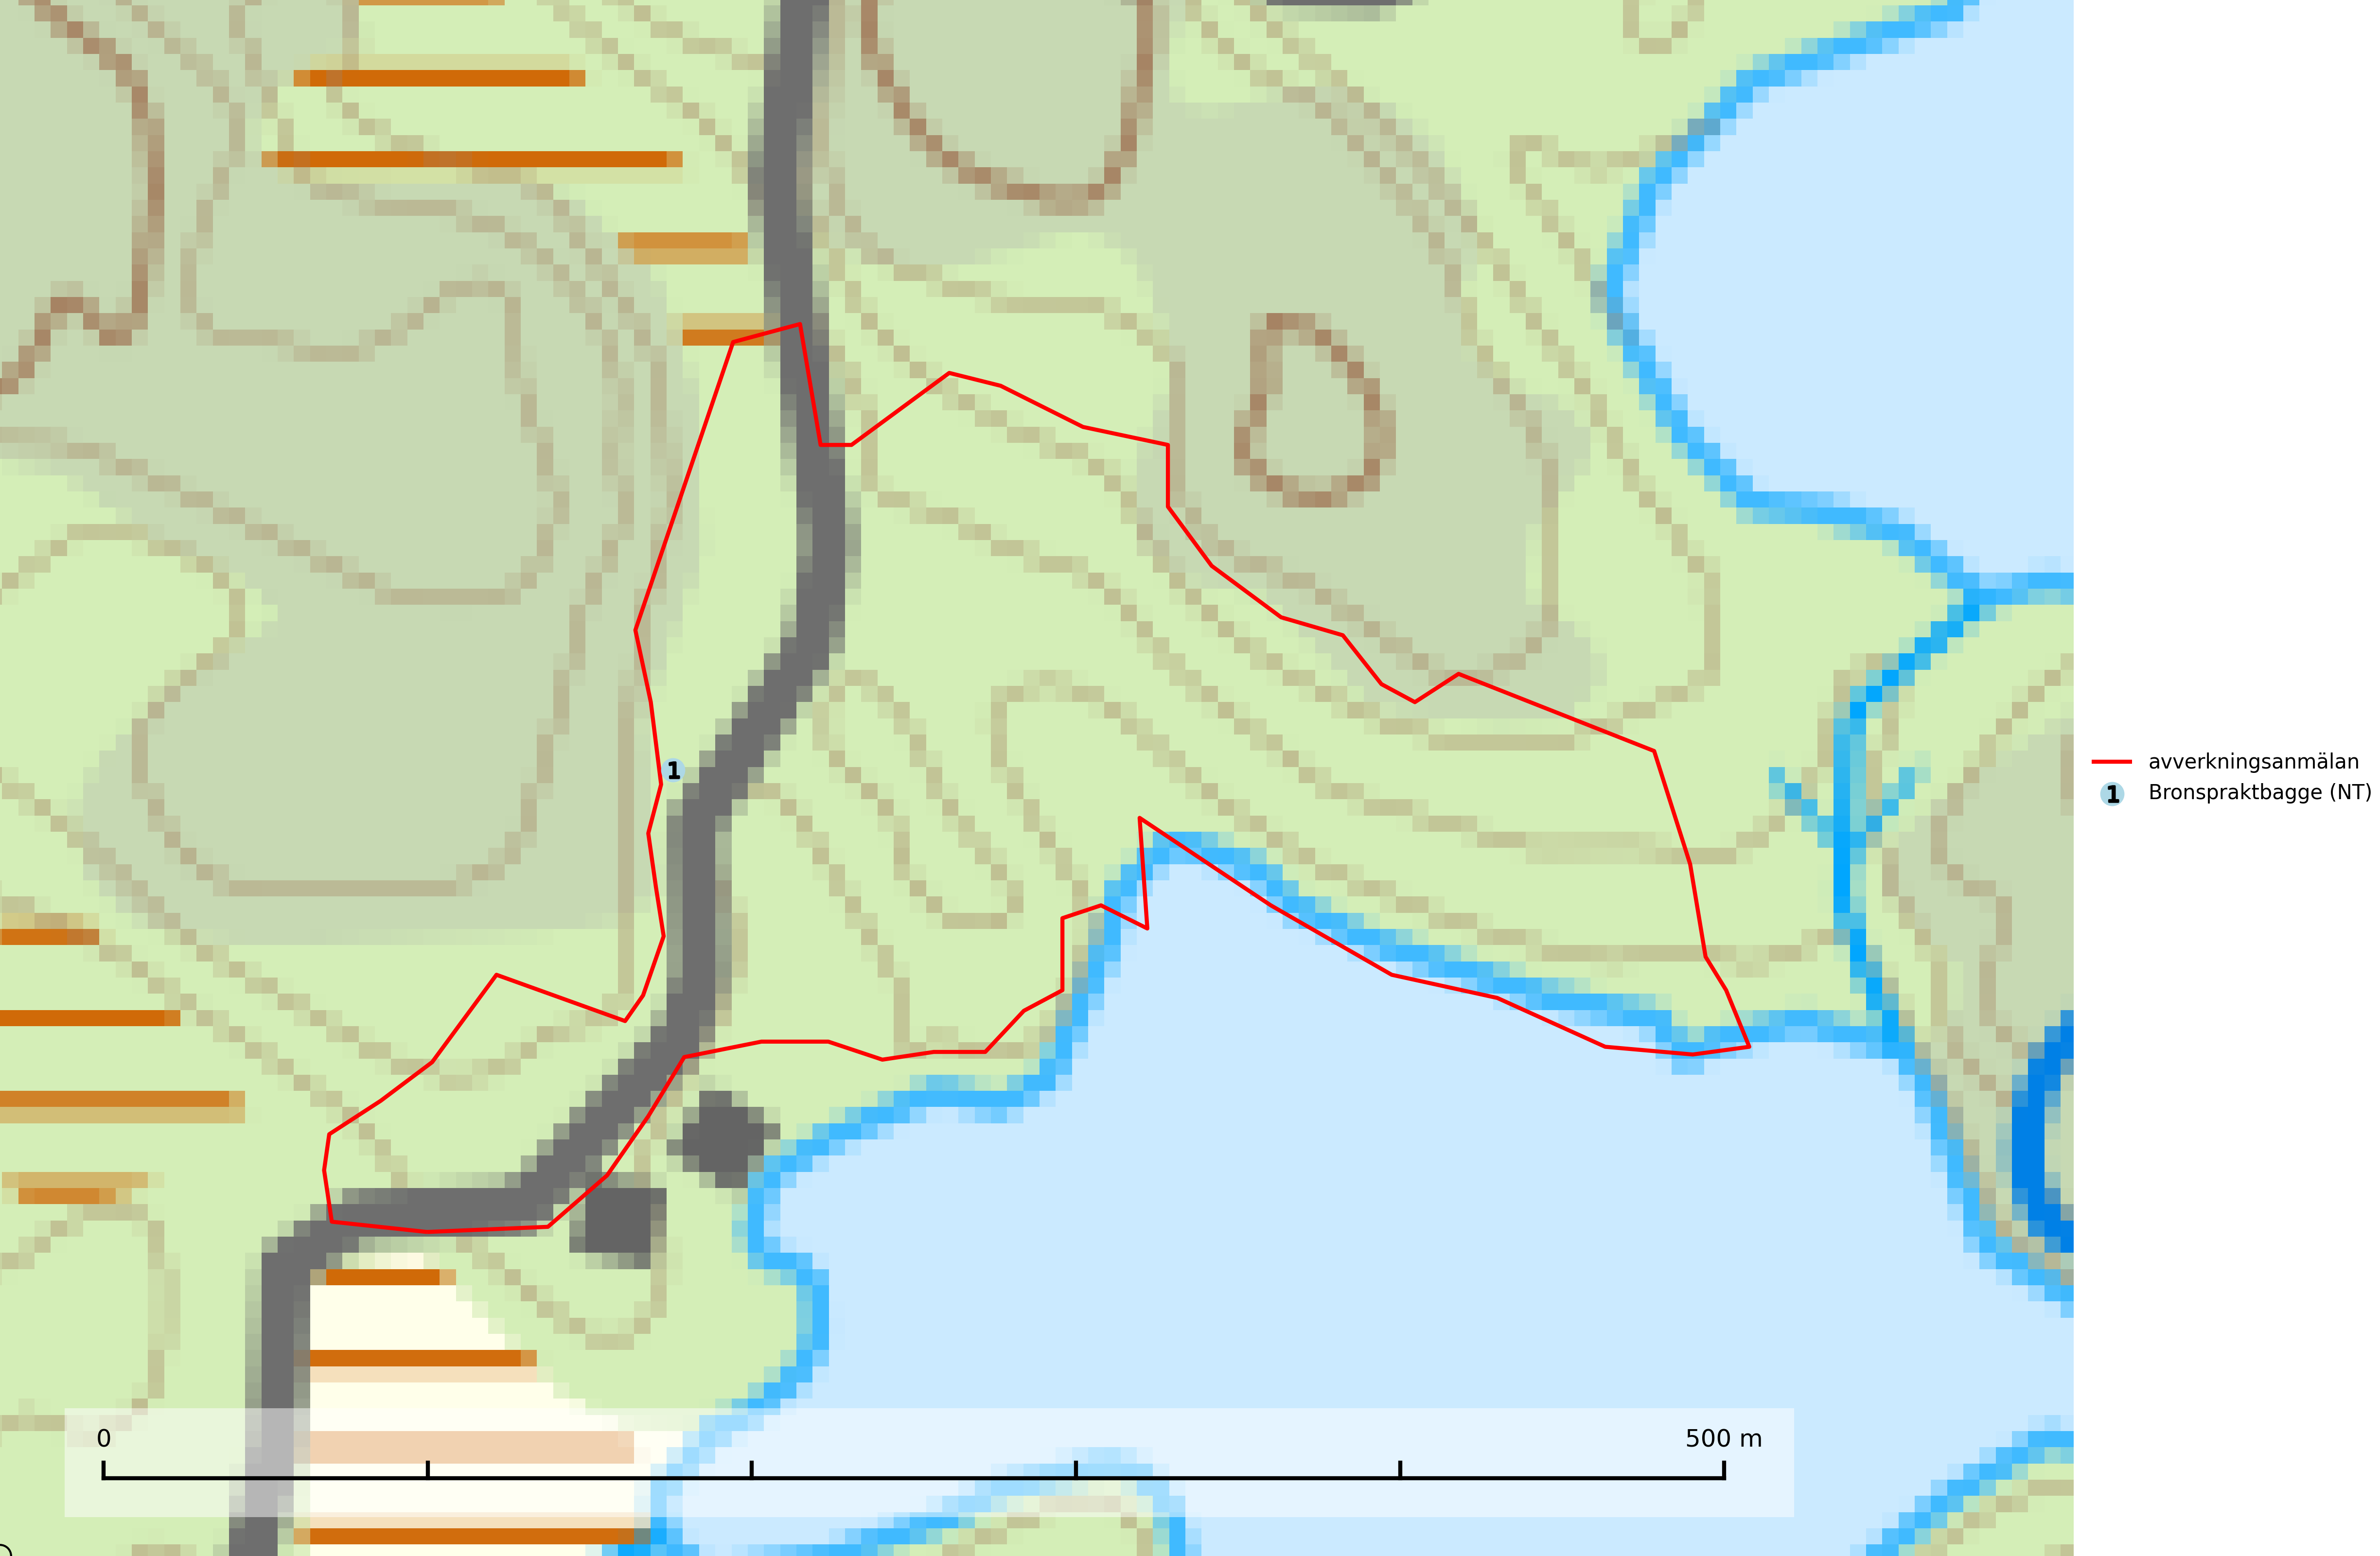 1
avverkningsanmälan
1 Bronspraktbagge (NT)
0 500 m